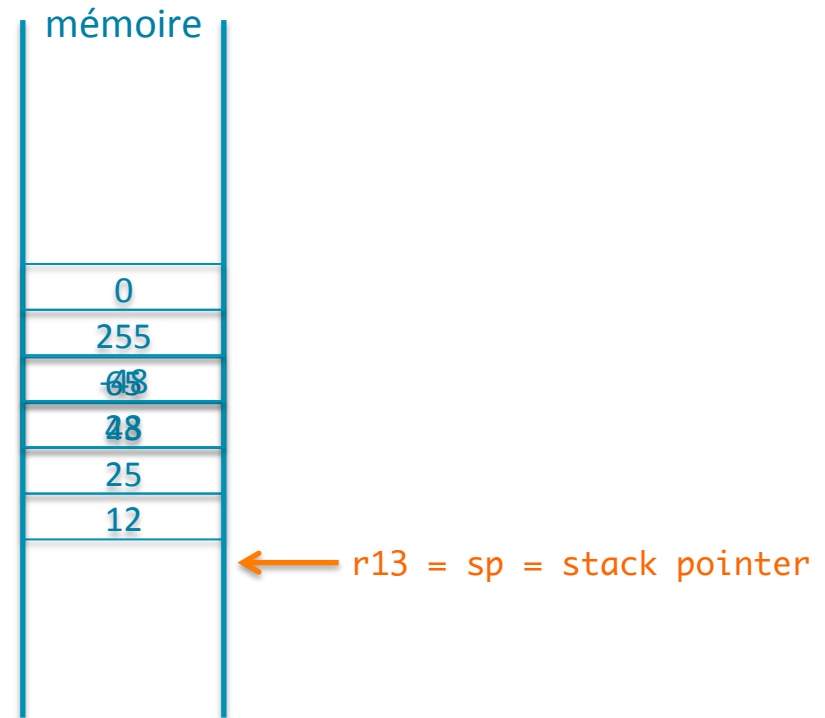 mémoire
0
255
25
12
r13 = sp = stack pointer